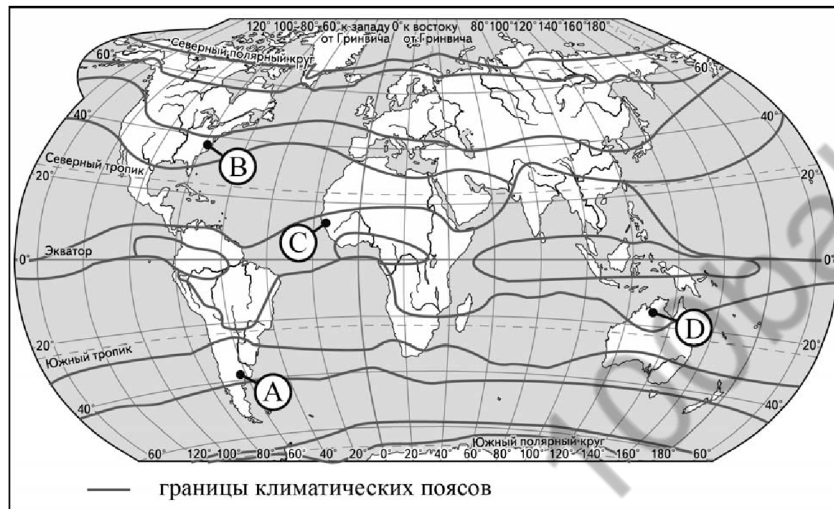 120° 100°-80°-60° к западу 0° к востоку 80° 100° 120° 140° 160° 180°
от Гринвича от Гринвича
Северный полярный круг
60° 60°
40° 40°
Северный тропик
20° 20°
B
C
Экватор 0° 0°
D
20° 20°
Южный тропик
A
40° 40°
Южный полярный круг
60° 120° 100° 80° 60° 40° 20° 0° 20° 40° 60° 80° 100° 120° 140° 160° 180° 60°
границы климатических поясов